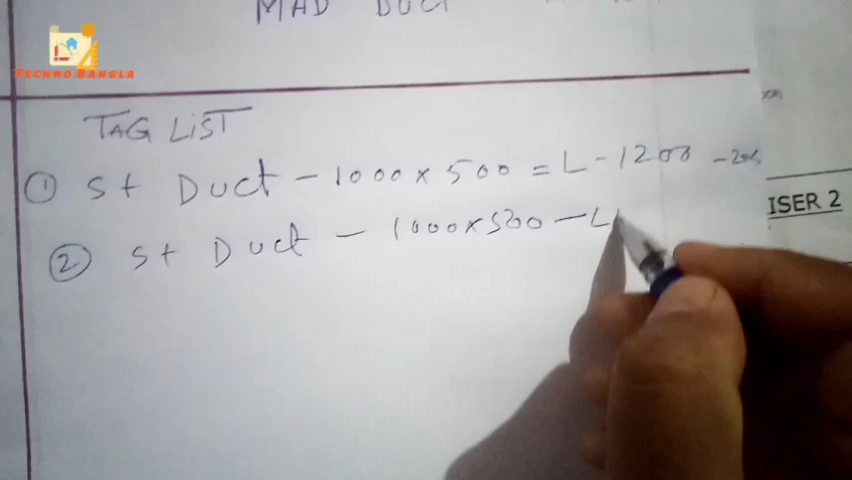 MAD DUCT
TECHNO BANGLA
TAG LIST
① St Duct - 1000 x 500 = L - 1200
② St Duct - 1000 x 500 - L
ISER 2